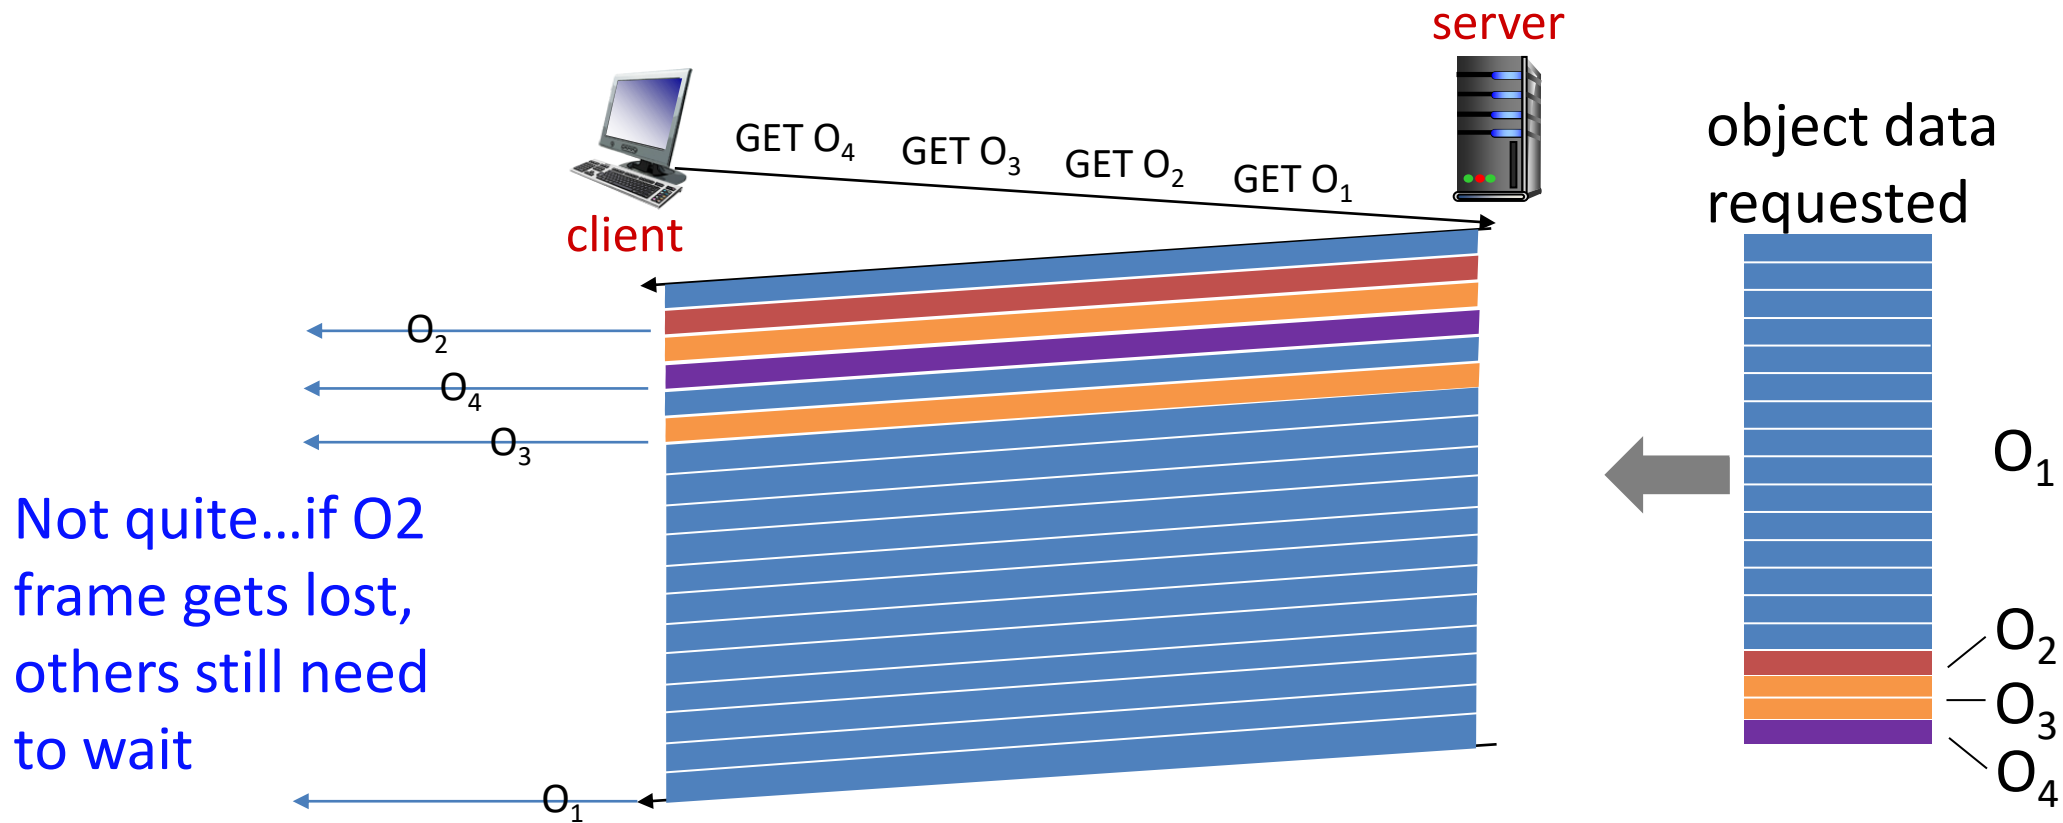 server
object data
requested
GET O4
GET O3
GET O2
GET O1
client
O2
O4
O3
O1
Not quite...if O2
frame gets lost,
others still need
to wait
O2
O3
O4
O1